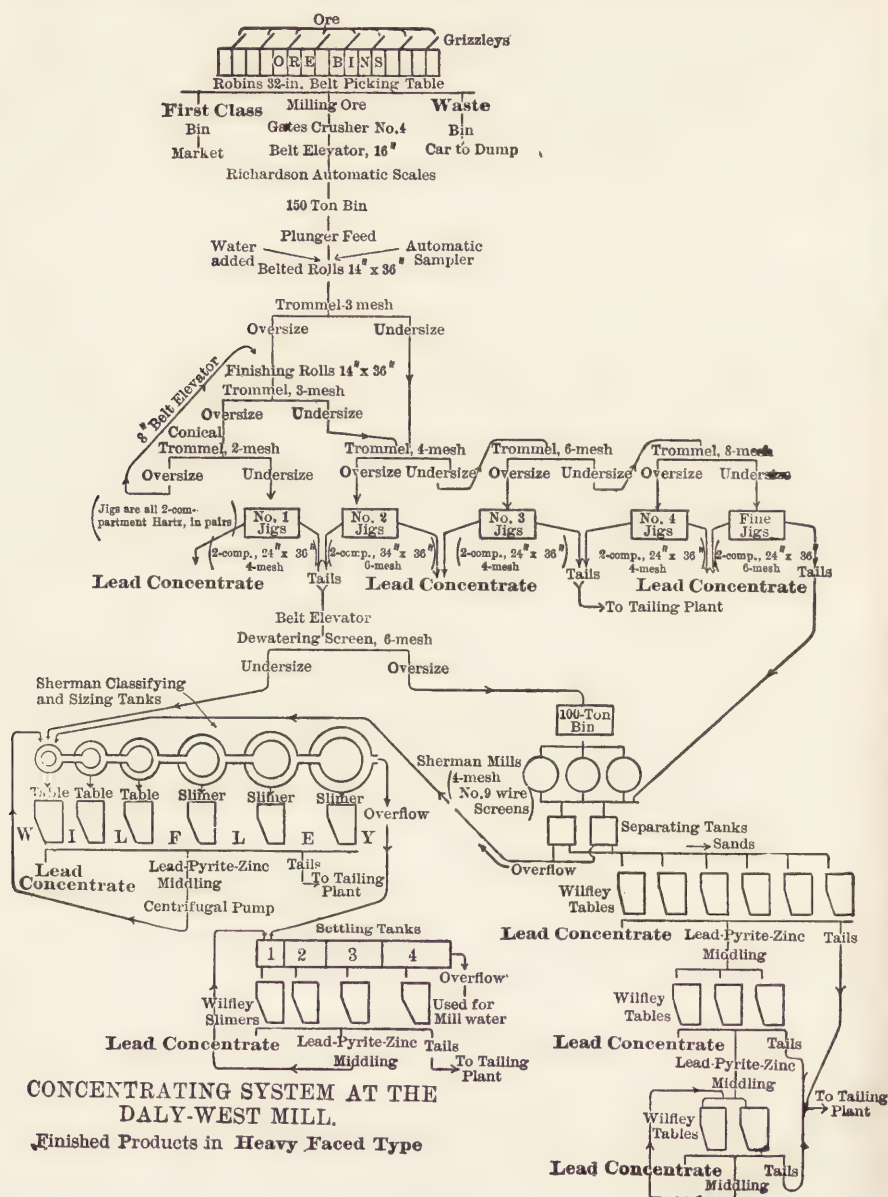 Ore
Grizzleys
ORE BINS
Robins 32-in. Belt Picking Table
First Class Milling Ore Waste
Bin Gates Crusher No.4 Bin
Market Belt Elevator, 16" Car to Dump
Richardson Automatic Scales
150 Ton Bin
Plunger Feed
Water added
Automatic Sampler
Belted Rolls 14" x 36"
Trommel-3 mesh
Oversize Undersize
8" Belt Elevator
Finishing Rolls 14" x 36"
Trommel, 3-mesh
Oversize Undersize
Conical
Trommel, 2-mesh Trommel, 4-mesh Trommel, 6-mesh Trommel, 8-mesh
Oversize Undersize Oversize Undersize Oversize Undersize Oversize Undersize
(Jigs are all 2-com-
partment Hartz, in pairs)
No. 1 Jigs No. 2 Jigs No. 3 Jigs No. 4 Jigs Fine Jigs
(2-comp., 24" x 36" 4-mesh) (2-comp., 34" x 36" 6-mesh) (2-comp., 24" x 36" 4-mesh) (2-comp., 24" x 36" 4-mesh) (2-comp., 24" x 36" 6-mesh)
Lead Concentrate Tails Lead Concentrate Tails Lead Concentrate Tails
To Tailing Plant
Belt Elevator
Dewatering Screen, 6-mesh
Undersize Oversize
Sherman Classifying
and Sizing Tanks
100-Ton
Bin
Sherman Mills
(4-mesh
No.9 wire
Screens)
Table Table Table Slimer Slimer Slimer
Overflow
WILFLEY
Separating Tanks
Sands
Overflow
Lead
Concentrate
Lead-Pyrite-Zinc
Middling
Tails
To Tailing
Plant
Centrifugal Pump
Wilfley
Tables
Lead Concentrate Lead-Pyrite-Zinc Tails
Middling
Settling Tanks
1 2 3 4
Overflow
Used for
Mill water
Wilfley
Slimers
Lead Concentrate Lead-Pyrite-Zinc Tails
Middling
To Tailing
Plant
Wilfley
Tables
Lead Concentrate Tails
Lead-Pyrite-Zinc
Middling
To Tailing
Plant
Wilfley
Tables
Lead Concentrate Tails
Middling
CONCENTRATING SYSTEM AT THE
DALY-WEST MILL.
Finished Products in Heavy Faced Type